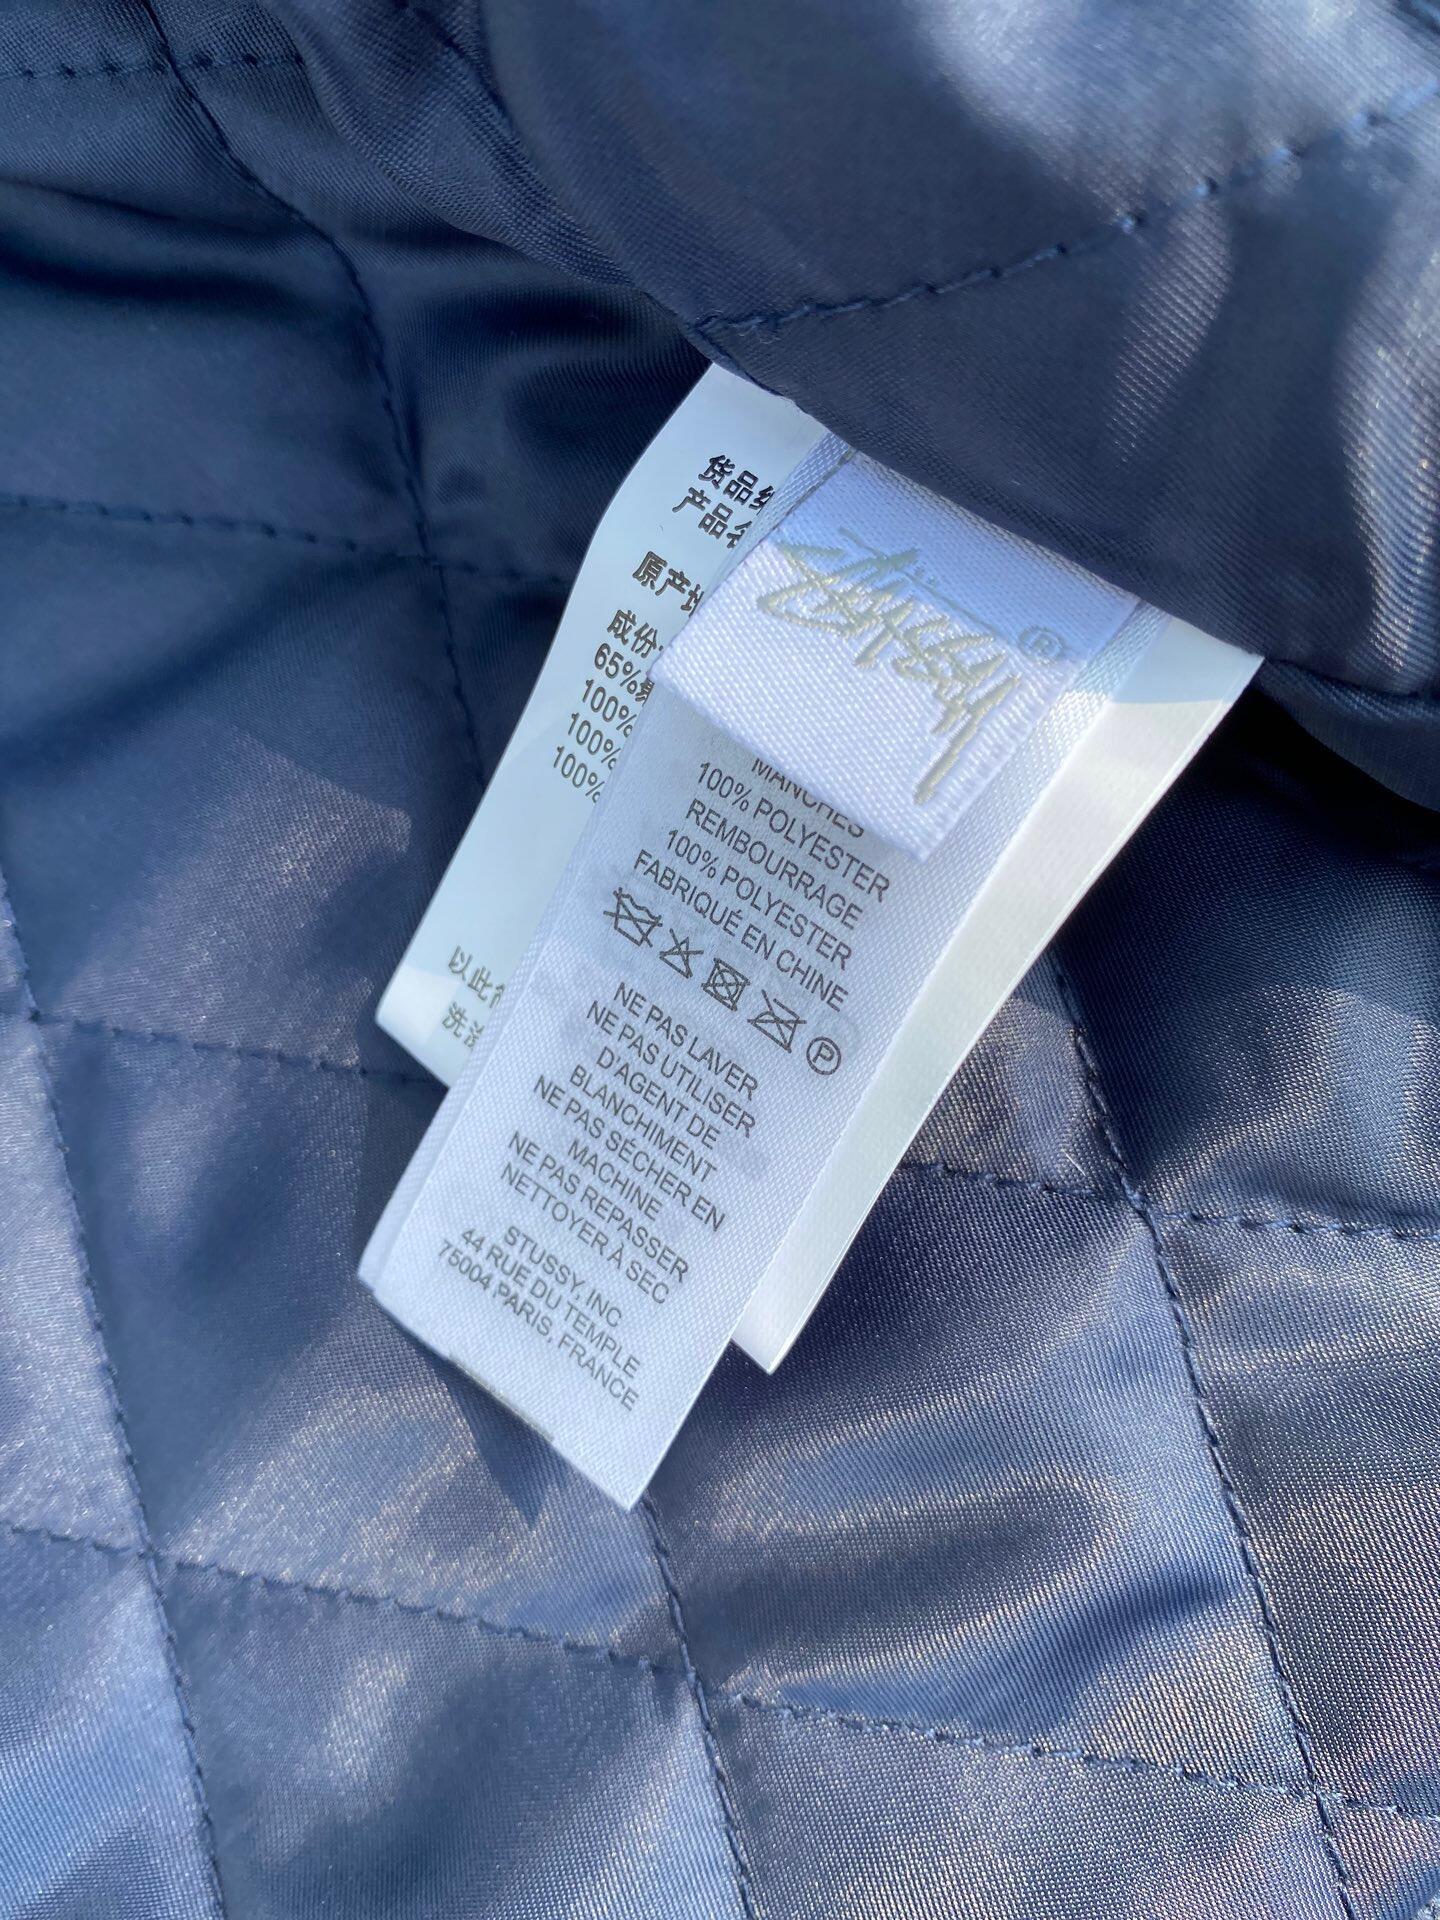 货品
产品
原产地
成份
65%
100%
100%
100%
以此
洗涤
Stüssy ®
MANCHES
100% POLYESTER
REMBOURRAGE
100% POLYESTER
FABRIQUÉ EN CHINE
P
NE PAS LAVER
NE PAS UTILISER
D'AGENT DE
BLANCHIMENT
NE PAS SÉCHER EN
MACHINE
NE PAS REPASSER
NETTOYER À SEC
STUSSY, INC
44 RUE DU TEMPLE
75004 PARIS, FRANCE